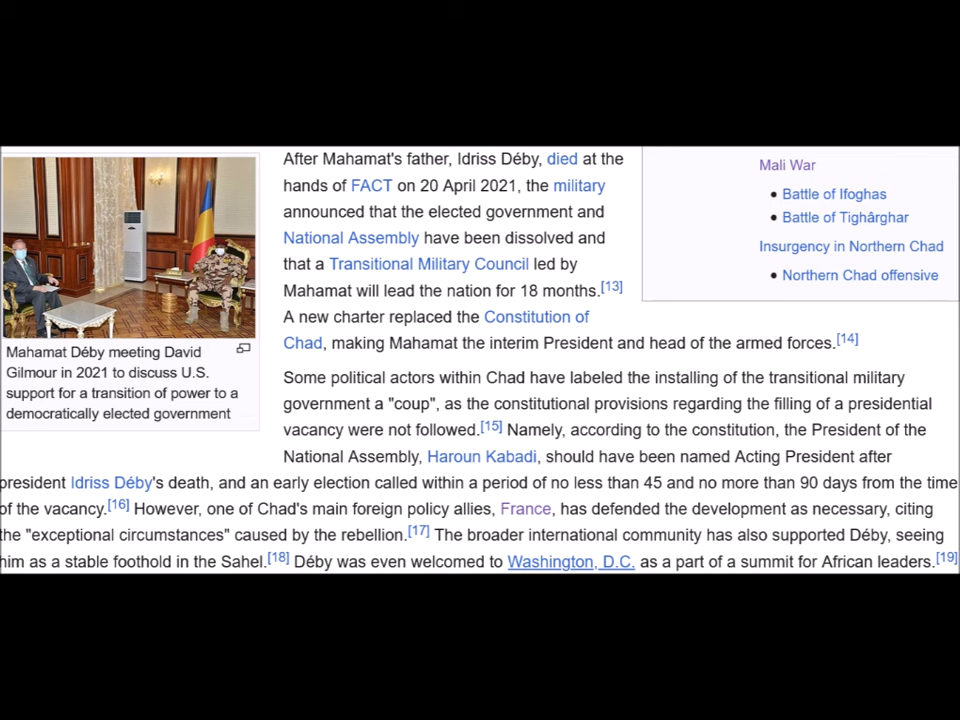 After Mahamat's father, Idriss Déby, died at the
hands of FACT on 20 April 2021, the military
announced that the elected government and
National Assembly have been dissolved and
that a Transitional Military Council led by
Mahamat will lead the nation for 18 months.[13]
A new charter replaced the Constitution of
Chad, making Mahamat the interim President and head of the armed forces.[14]
Mali War
• Battle of Ifoghas
• Battle of Tighârghar
Insurgency in Northern Chad
• Northern Chad offensive
Mahamat Déby meeting David
Gilmour in 2021 to discuss U.S.
support for a transition of power to a
democratically elected government
Some political actors within Chad have labeled the installing of the transitional military
government a "coup", as the constitutional provisions regarding the filling of a presidential
vacancy were not followed.[15] Namely, according to the constitution, the President of the
National Assembly, Haroun Kabadi, should have been named Acting President after
president Idriss Déby's death, and an early election called within a period of no less than 45 and no more than 90 days from the time
of the vacancy.[16] However, one of Chad's main foreign policy allies, France, has defended the development as necessary, citing
the "exceptional circumstances" caused by the rebellion.[17] The broader international community has also supported Déby, seeing
him as a stable foothold in the Sahel.[18] Déby was even welcomed to Washington, D.C. as a part of a summit for African leaders.[19]